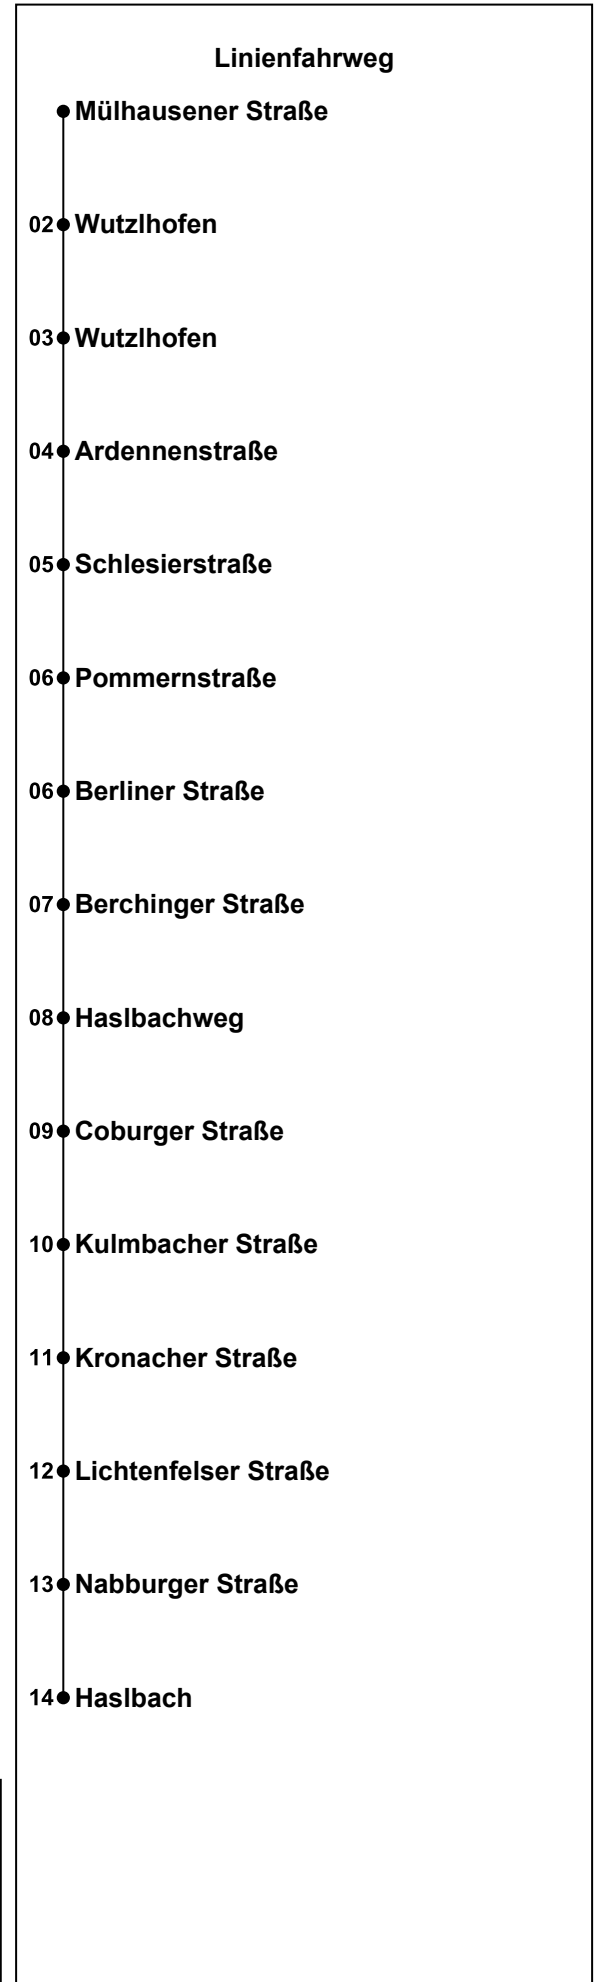 Linienfahrweg
Mülhausener Straße
02 Wutzlhofen
03 Wutzlhofen
04 Ardennenstraße
05 Schlesierstraße
06 Pommernstraße
06 Berliner Straße
07 Berchinger Straße
08 Haslbachweg
09 Coburger Straße
10 Kulmbacher Straße
11 Kronacher Straße
12 Lichtenfelser Straße
13 Nabburger Straße
14 Haslbach